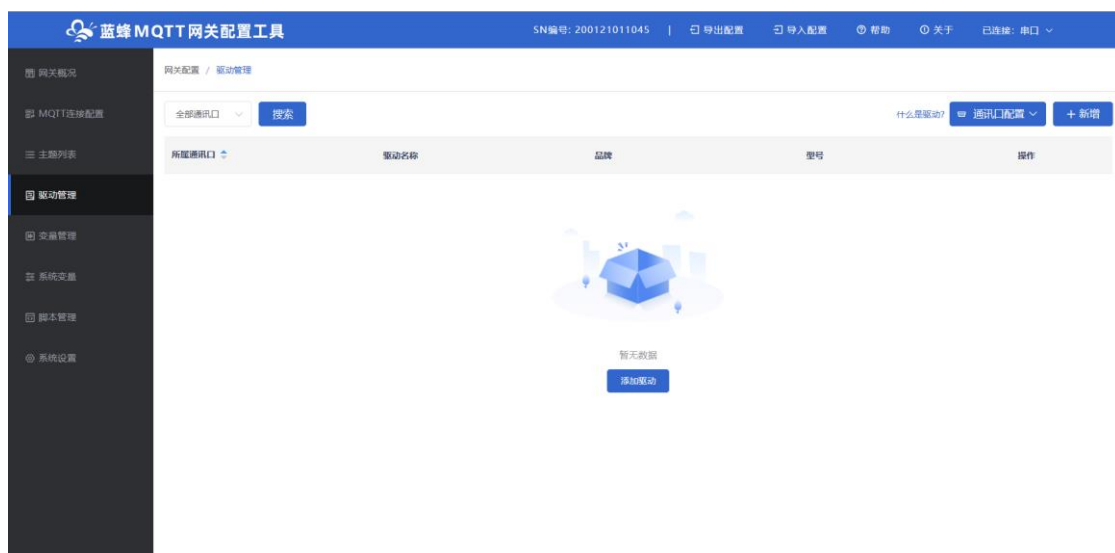 蓝蜂MQTT网关配置工具 SN编号: 200121011045 | 导出配置 导入配置 帮助 关于 已连接: 串口
网关概况
网关配置 / 驱动管理
MQTT连接配置
全部通讯口 搜索 什么是驱动? 通讯口配置 + 新增
主题列表
所属通讯口 驱动名称 品牌 型号 操作
驱动管理
变量管理
系统变量
脚本管理
系统设置
暂无数据
添加驱动